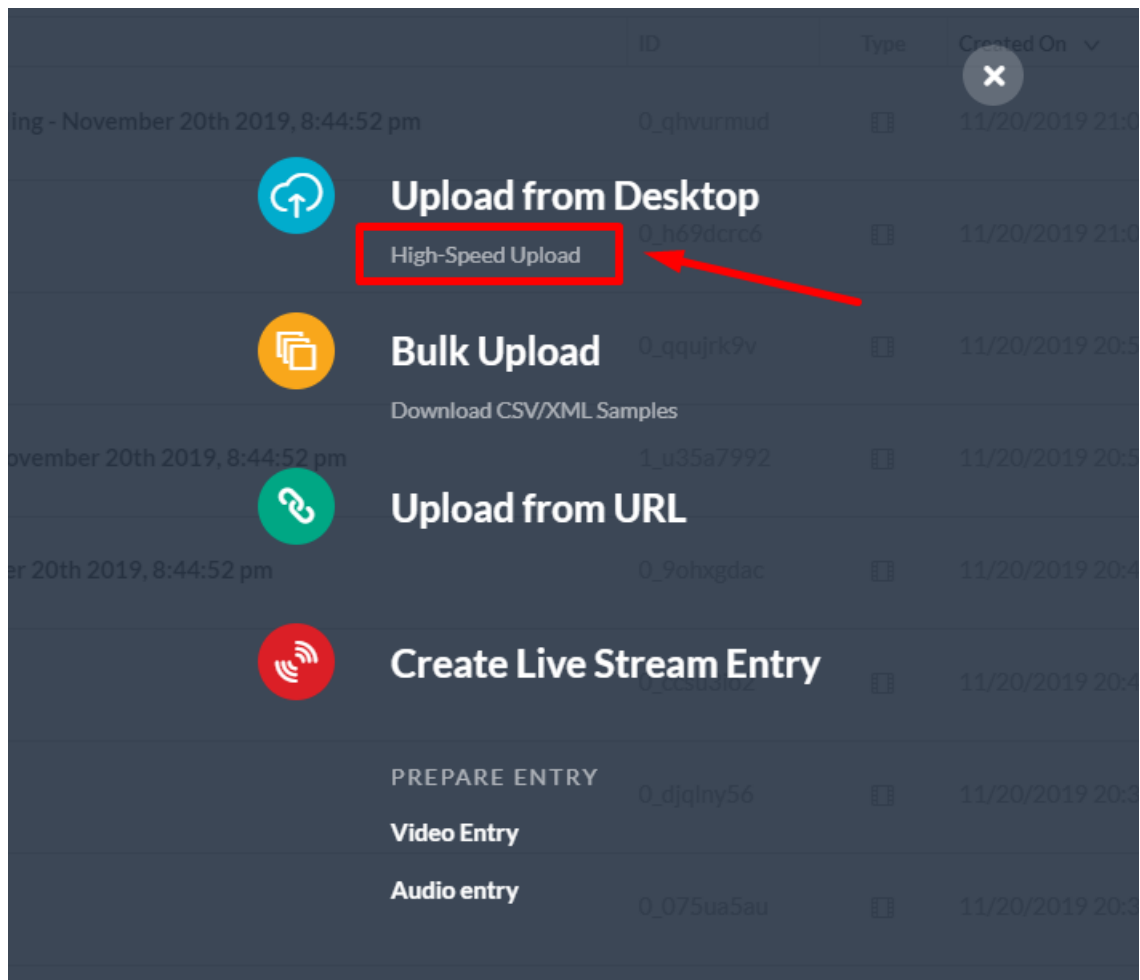 ID Type Created On
ing - November 20th 2019, 8:44:52 pm 0_qhvurmud 11/20/2019 21:0
Upload from Desktop
0_h69dcrc6 11/20/2019 21:0
High-Speed Upload
Bulk Upload
0_qqujrk9v 11/20/2019 20:5
Download CSV/XML Samples
ovember 20th 2019, 8:44:52 pm 1_u35a7992 11/20/2019 20:5
Upload from URL
er 20th 2019, 8:44:52 pm 0_9ohxgdac 11/20/2019 20:4
Create Live Stream Entry
11/20/2019 20:4
PREPARE ENTRY
0_djqlny56 11/20/2019 20:3
Video Entry
Audio entry
0_075ua5au 11/20/2019 20:3